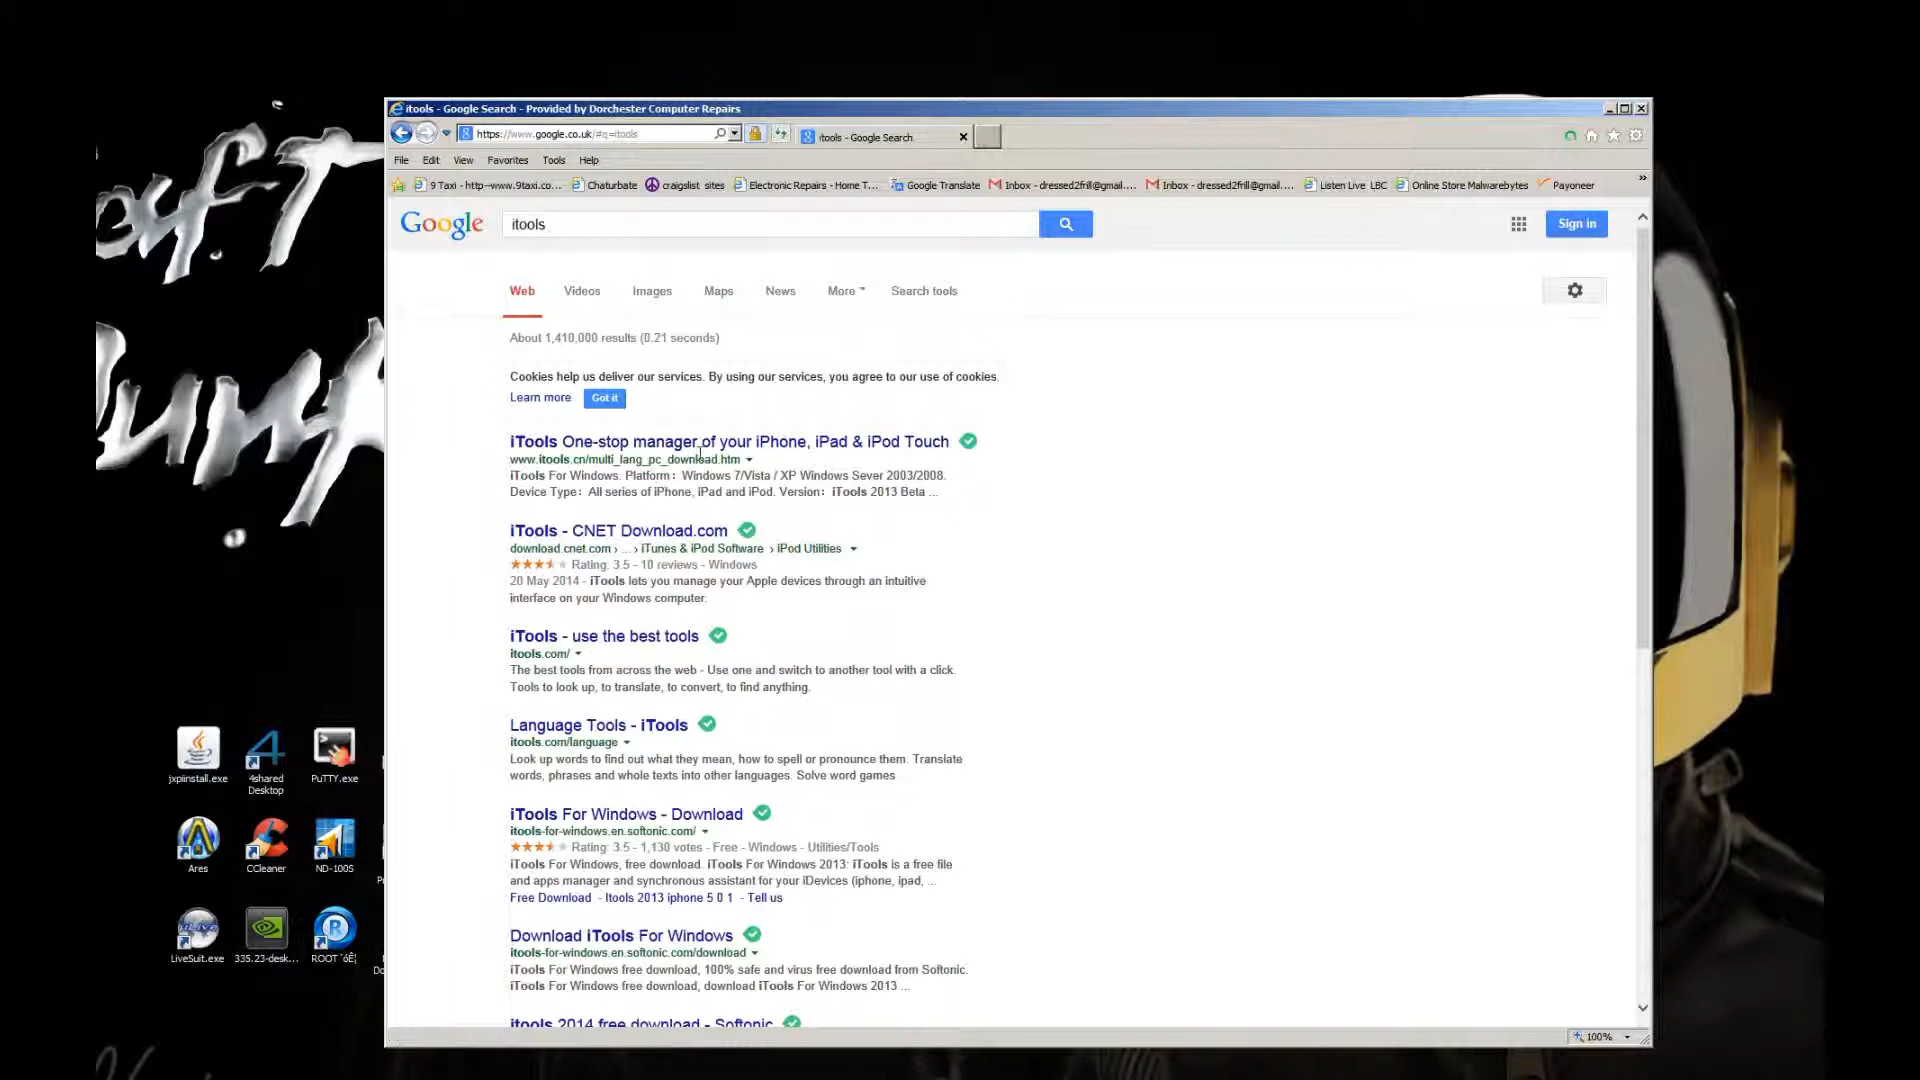 itools - Google Search - Provided by Dorchester Computer Repairs
https://www.google.co.uk/#q=itools
itools - Google Search
File Edit View Favorites Tools Help
9 Taxi - http--www.9taxi.co... Chaturbate craigslist sites Electronic Repairs - Home T... Google Translate Inbox - dressed2frill@gmail.... Inbox - dressed2frill@gmail.... Listen Live LBC Online Store Malwarebytes Payoneer
Google itools Sign in
Web Videos Images Maps News More Search tools
About 1,410,000 results (0.21 seconds)
Cookies help us deliver our services. By using our services, you agree to our use of cookies.
Learn more Got it
iTools One-stop manager of your iPhone, iPad & iPod Touch
www.itools.cn/multi_lang_pc_download.htm
iTools For Windows. Platform: Windows 7/Vista / XP Windows Sever 2003/2008.
Device Type: All series of iPhone, iPad and iPod. Version: iTools 2013 Beta ...
iTools - CNET Download.com
download.cnet.com › ... › iTunes & iPod Software › iPod Utilities
Rating: 3.5 - 10 reviews - Windows
20 May 2014 - iTools lets you manage your Apple devices through an intuitive
interface on your Windows computer.
iTools - use the best tools
itools.com/
The best tools from across the web - Use one and switch to another tool with a click.
Tools to look up, to translate, to convert, to find anything.
Language Tools - iTools
itools.com/language
Look up words to find out what they mean, how to spell or pronounce them. Translate
words, phrases and whole texts into other languages. Solve word games
iTools For Windows - Download
itools-for-windows.en.softonic.com/
Rating: 3.5 - 1,130 votes - Free - Windows - Utilities/Tools
iTools For Windows, free download. iTools For Windows 2013: iTools is a free file
and apps manager and synchronous assistant for your iDevices (iphone, ipad, ...
Free Download - Itools 2013 iphone 5 0 1 - Tell us
Download iTools For Windows
itools-for-windows.en.softonic.com/download
iTools For Windows free download, 100% safe and virus free download from Softonic.
iTools For Windows free download, download iTools For Windows 2013 ...
itools 2014 free download - Softonic
100%
jxpiinstall.exe
4shared
Desktop
PuTTY.exe
Ares
CCleaner
ND-100S
LiveSuit.exe
335.23-desk...
ROOT